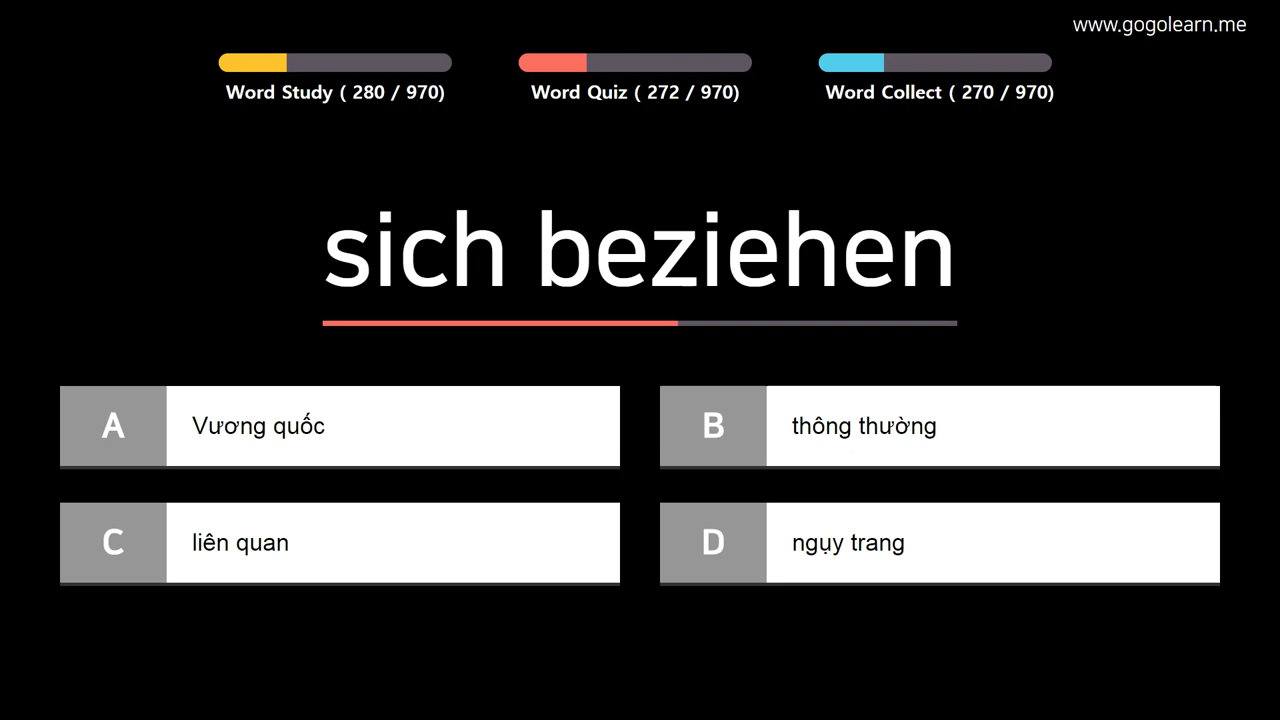 www.gogolearn.me
Word Study ( 280 / 970)
Word Quiz ( 272 / 970)
Word Collect ( 270 / 970)
sich beziehen
A Vương quốc
B thông thường
C liên quan
D ngụy trang